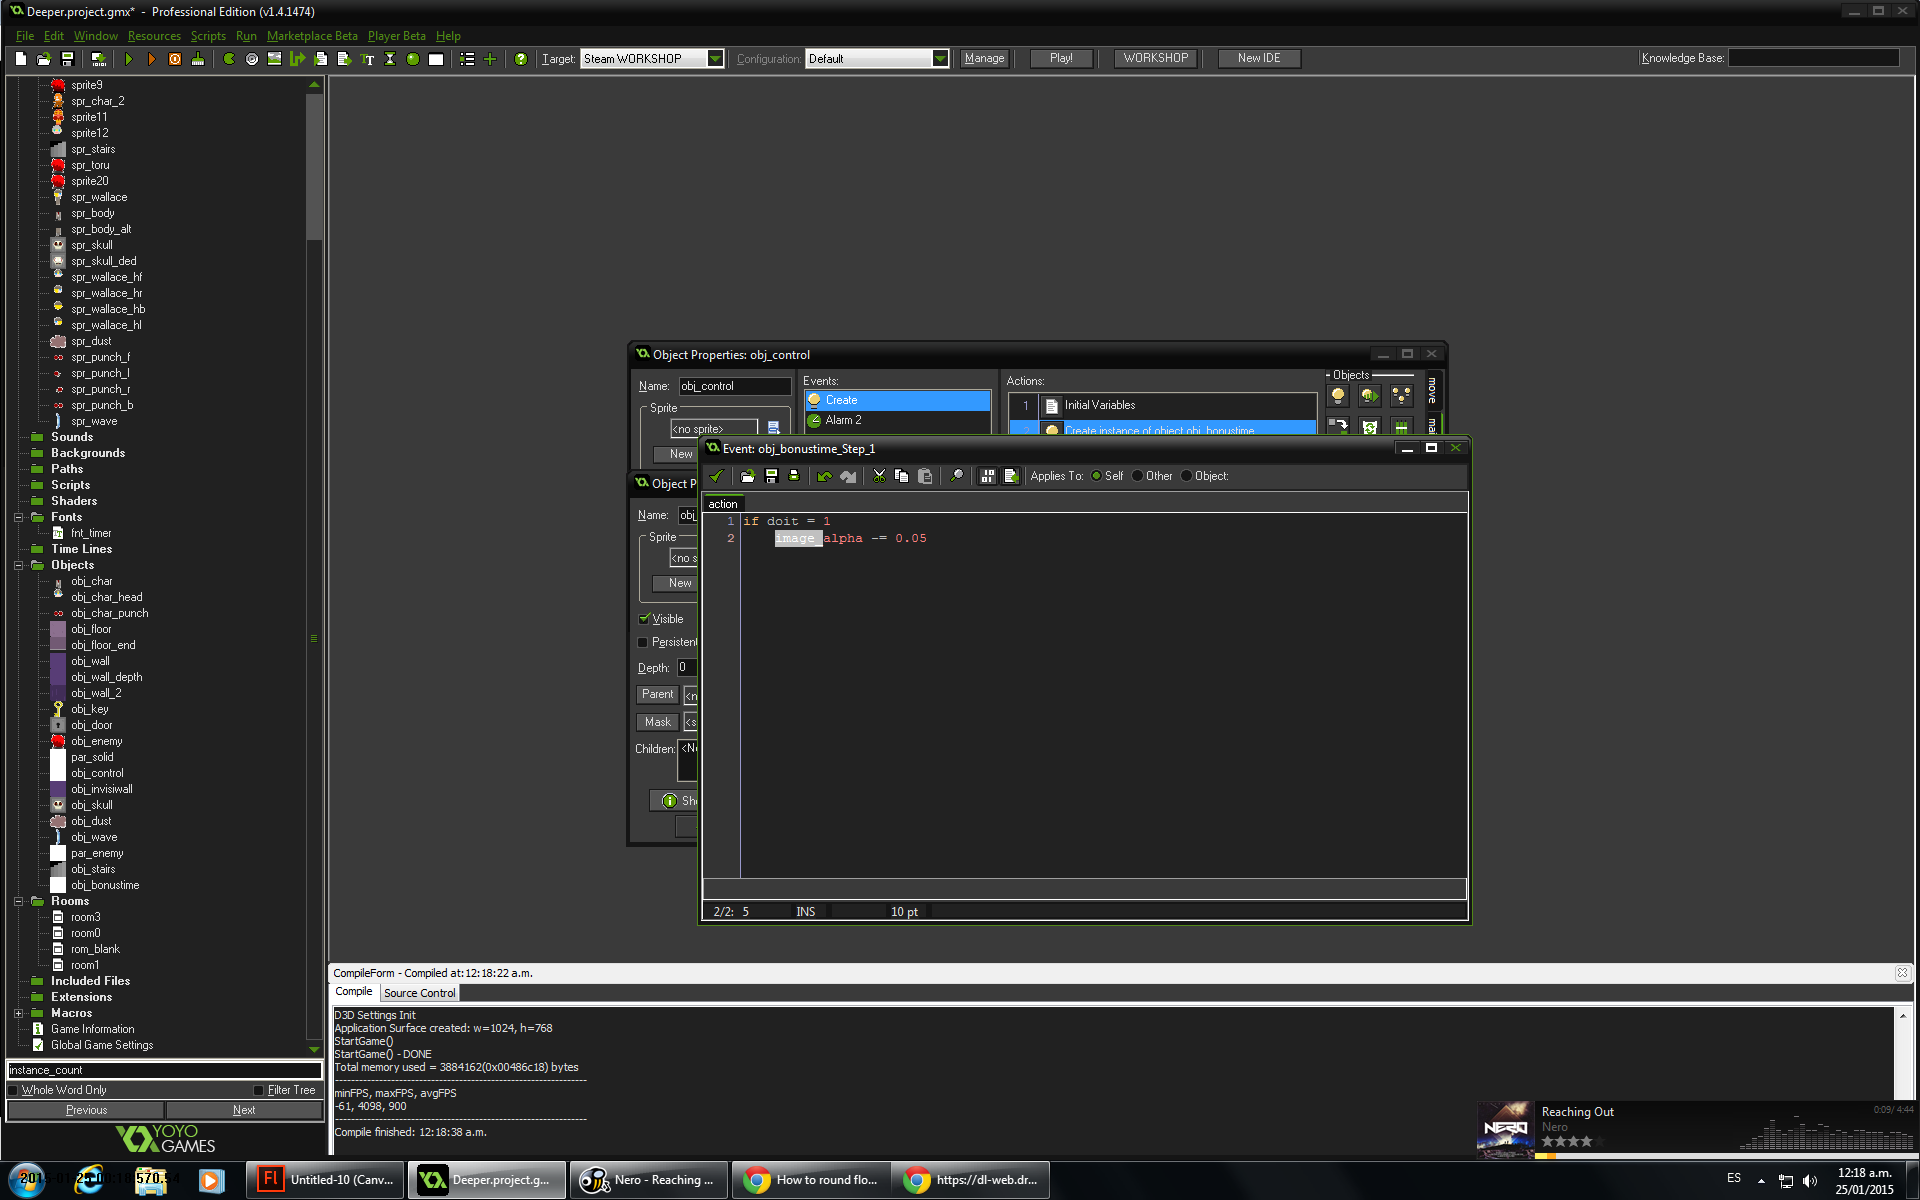 Deeper.project.gmx* - Professional Edition (v1.4.1474)
File Edit Window Resources Scripts Run Marketplace Beta Player Beta Help
Target: Steam WORKSHOP Configuration: Default Manage Play! WORKSHOP New IDE Knowledge Base:
sprite9
spr_char_2
sprite11
sprite12
spr_stairs
spr_toru
sprite20
spr_wallace
spr_body
spr_body_alt
spr_skull
spr_skull_ded
spr_wallace_hf
spr_wallace_hr
spr_wallace_hb
spr_wallace_hl
spr_dust
spr_punch_f
spr_punch_l
spr_punch_r
spr_punch_b
spr_wave
Sounds
Backgrounds
Paths
Scripts
Shaders
Fonts
fnt_timer
Time Lines
Objects
obj_char
obj_char_head
obj_char_punch
obj_floor
obj_floor_end
obj_wall
obj_wall_depth
obj_wall_2
obj_key
obj_door
obj_enemy
par_solid
obj_control
obj_invisiwall
obj_skull
obj_dust
obj_wave
par_enemy
obj_stairs
obj_bonustime
Rooms
room3
room0
rom_blank
room1
Included Files
Extensions
Macros
Game Information
Global Game Settings
instance_count
Whole Word Only Filter Tree
Previous Next
YOYO GAMES
Object Properties: obj_control
Name: obj_control
Sprite
<no sprite>
New
Events:
Create
Alarm 2
Actions:
1 Initial Variables
2 Create instance of object obj_bonustime
Objects
move
Object P
Name: obj_
Sprite
<no s
New
Visible
Persistent
Depth: 0
Parent <n
Mask <s
Children: <N
Event: obj_bonustime_Step_1
Applies To: Self Other Object:
action
1 if doit = 1
2 image_alpha -= 0.05
2/2: 5 INS 10 pt
CompileForm - Compiled at:12:18:22 a.m.
Compile Source Control
D3D Settings Init
Application Surface created: w=1024, h=768
StartGame()
StartGame() - DONE
Total memory used = 3884162(0x00486c18) bytes
minFPS, maxFPS, avgFPS
-61, 4098, 900
Compile finished: 12:18:38 a.m.
NERO
Reaching Out
Nero
0:09/ 4:44
Untitled-10 (Canv...
Deeper.project.g...
Nero - Reaching ...
How to round flo...
https://dl-web.dr...
ES
12:18 a.m.
25/01/2015